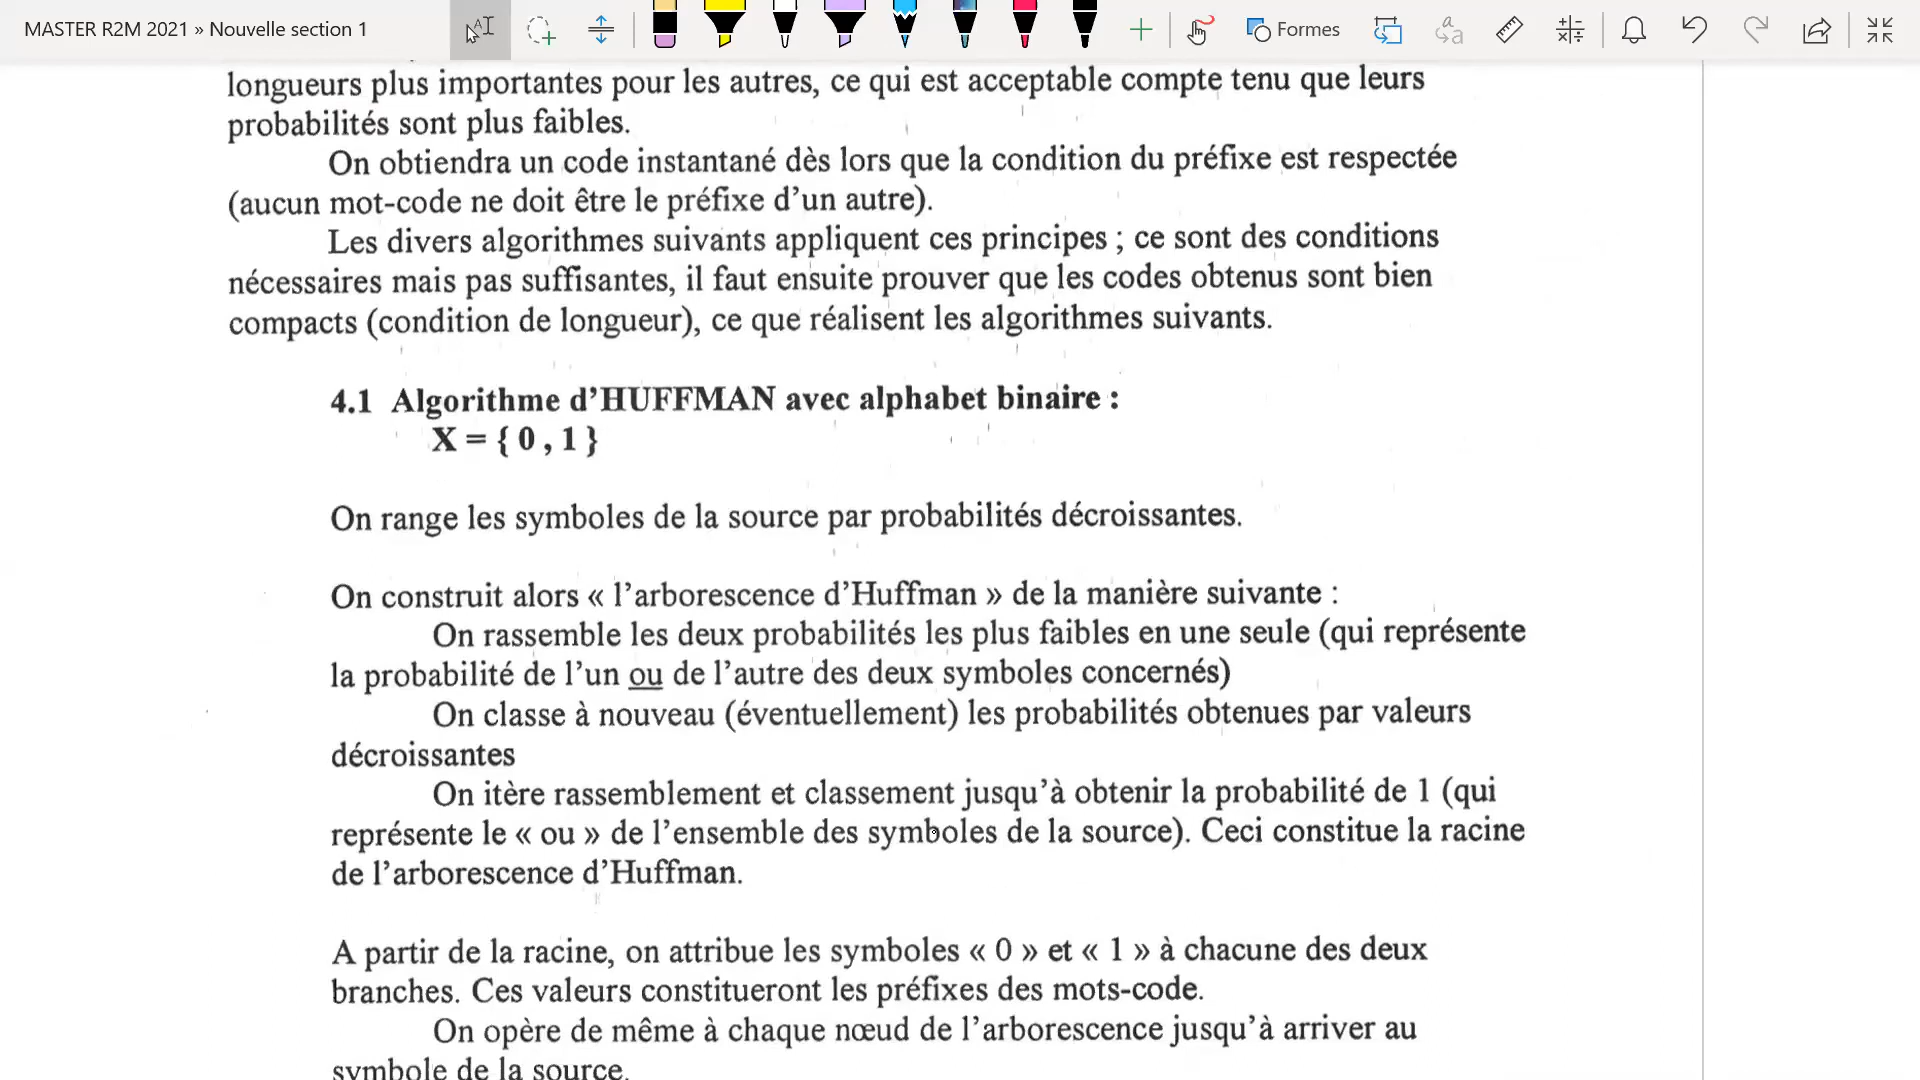 MASTER R2M 2021 » Nouvelle section 1
Formes
longueurs plus importantes pour les autres, ce qui est acceptable compte tenu que leurs
probabilités sont plus faibles.
On obtiendra un code instantané dès lors que la condition du préfixe est respectée
(aucun mot-code ne doit être le préfixe d’un autre).
Les divers algorithmes suivants appliquent ces principes ; ce sont des conditions
nécessaires mais pas suffisantes, il faut ensuite prouver que les codes obtenus sont bien
compacts (condition de longueur), ce que réalisent les algorithmes suivants.
4.1 Algorithme d’HUFFMAN avec alphabet binaire :
X = { 0 , 1 }
On range les symboles de la source par probabilités décroissantes.
On construit alors « l’arborescence d’Huffman » de la manière suivante :
On rassemble les deux probabilités les plus faibles en une seule (qui représente
la probabilité de l’un ou de l’autre des deux symboles concernés)
On classe à nouveau (éventuellement) les probabilités obtenues par valeurs
décroissantes
On itère rassemblement et classement jusqu’à obtenir la probabilité de 1 (qui
représente le « ou » de l’ensemble des symboles de la source). Ceci constitue la racine
de l’arborescence d’Huffman.
A partir de la racine, on attribue les symboles « 0 » et « 1 » à chacune des deux
branches. Ces valeurs constitueront les préfixes des mots-code.
On opère de même à chaque nœud de l’arborescence jusqu’à arriver au
symbole de la source.